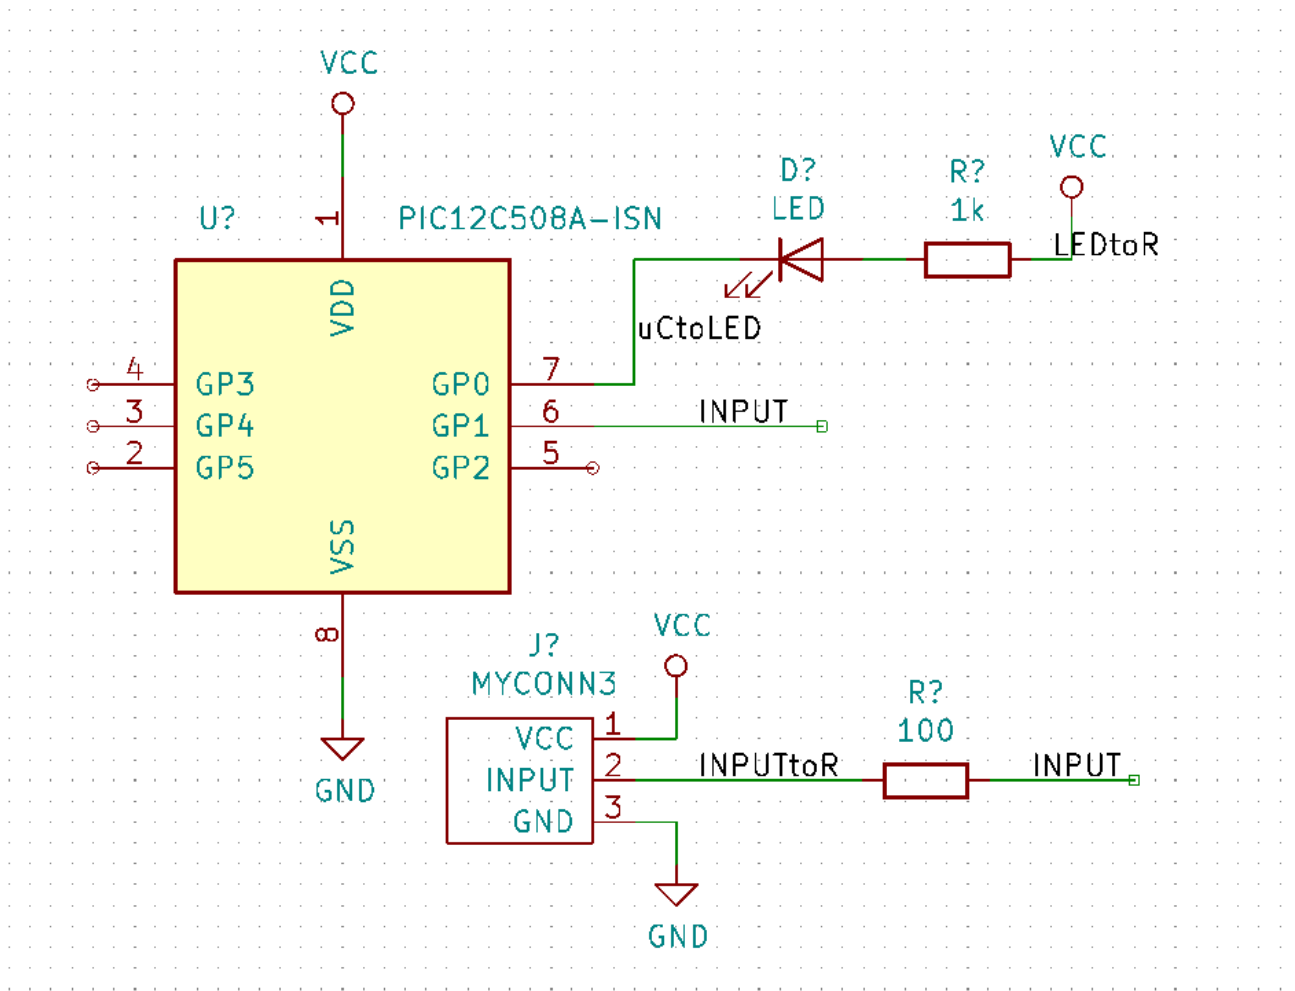 VCC
VCC
D?
LED
R?
1k
U?
1
PIC12C508A-ISN
LEDtoR
VDD
uCtoLED
4
GP3
GP0
7
3
GP4
GP1
6
INPUT
2
GP5
GP2
5
VSS
8
GND
VCC
J?
MYCONN3
VCC
1
INPUT
2
GND
3
INPUTtoR
R?
100
INPUT
GND